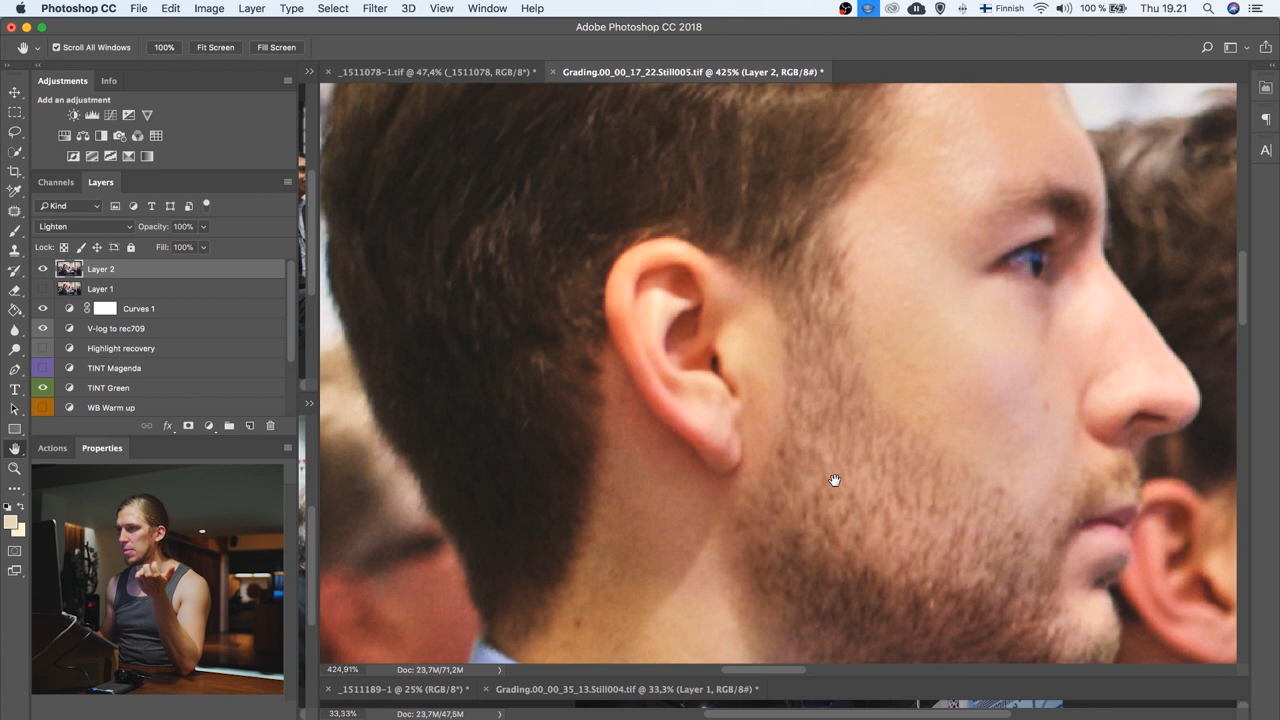 Photoshop CC File Edit Image Layer Type Select Filter 3D View Window Help Finnish 100 % Thu 19.21
Adobe Photoshop CC 2018
Scroll All Windows 100% Fit Screen Fill Screen
Adjustments Info
_1511078-1.tif @ 47,4% (_1511078, RGB/8*) *
Grading.00_00_17_22.Still005.tif @ 425% (Layer 2, RGB/8#) *
Add an adjustment
Channels Layers
Kind
Lighten Opacity: 100%
Lock: Fill: 100%
Layer 2
Layer 1
Curves 1
V-log to rec709
Highlight recovery
TINT Magenda
TINT Green
WB Warm up
fx
Actions Properties
424,91% Doc: 23,7M/71,2M
_1511189-1 @ 25% (RGB/8*) *
Grading.00_00_35_13.Still004.tif @ 33,3% (Layer 1, RGB/8#) *
33,33% Doc: 23,7M/47,5M